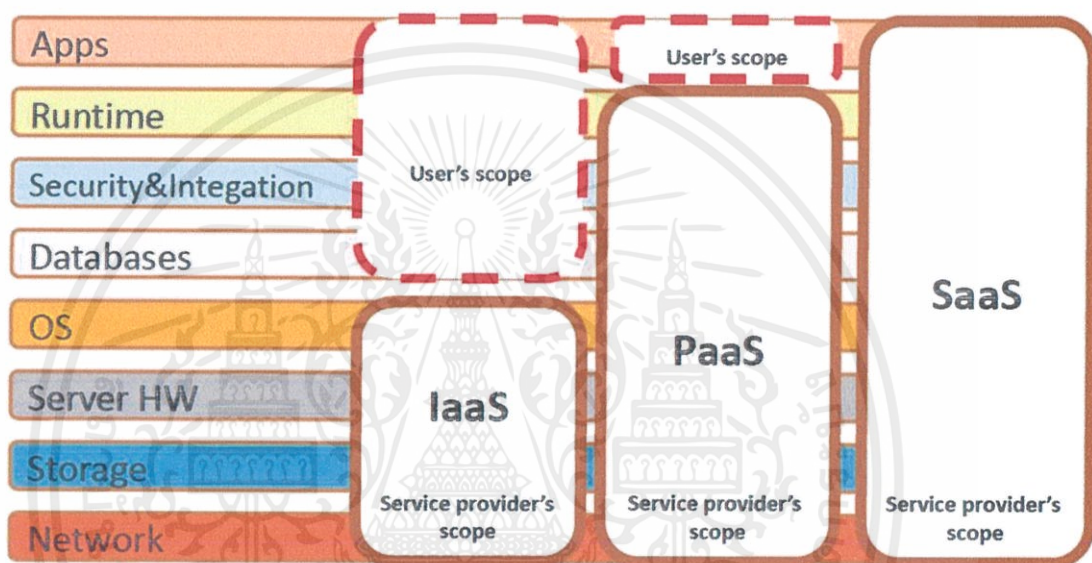 Apps
Runtime
Security&Integation
Databases
OS
Server HW
Storage
Network
User's scope
IaaS
Service provider's
scope
User's scope
PaaS
Service provider's
scope
SaaS
Service provider's
scope